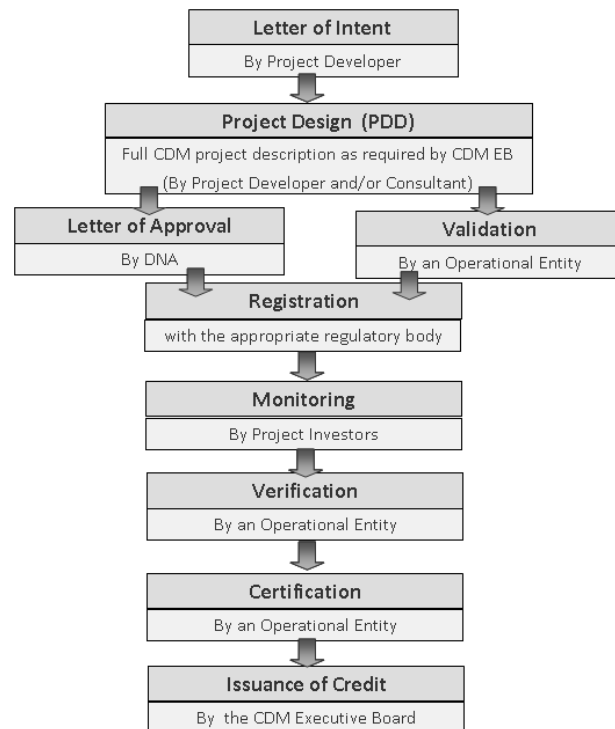 Letter of Intent
By Project Developer
Project Design (PDD)
Full CDM project description as required by CDM EB
(By Project Developer and/or Consultant)
Letter of Approval
By DNA
Validation
By an Operational Entity
Registration
with the appropriate regulatory body
Monitoring
By Project Investors
Verification
By an Operational Entity
Certification
By an Operational Entity
Issuance of Credit
By the CDM Executive Board